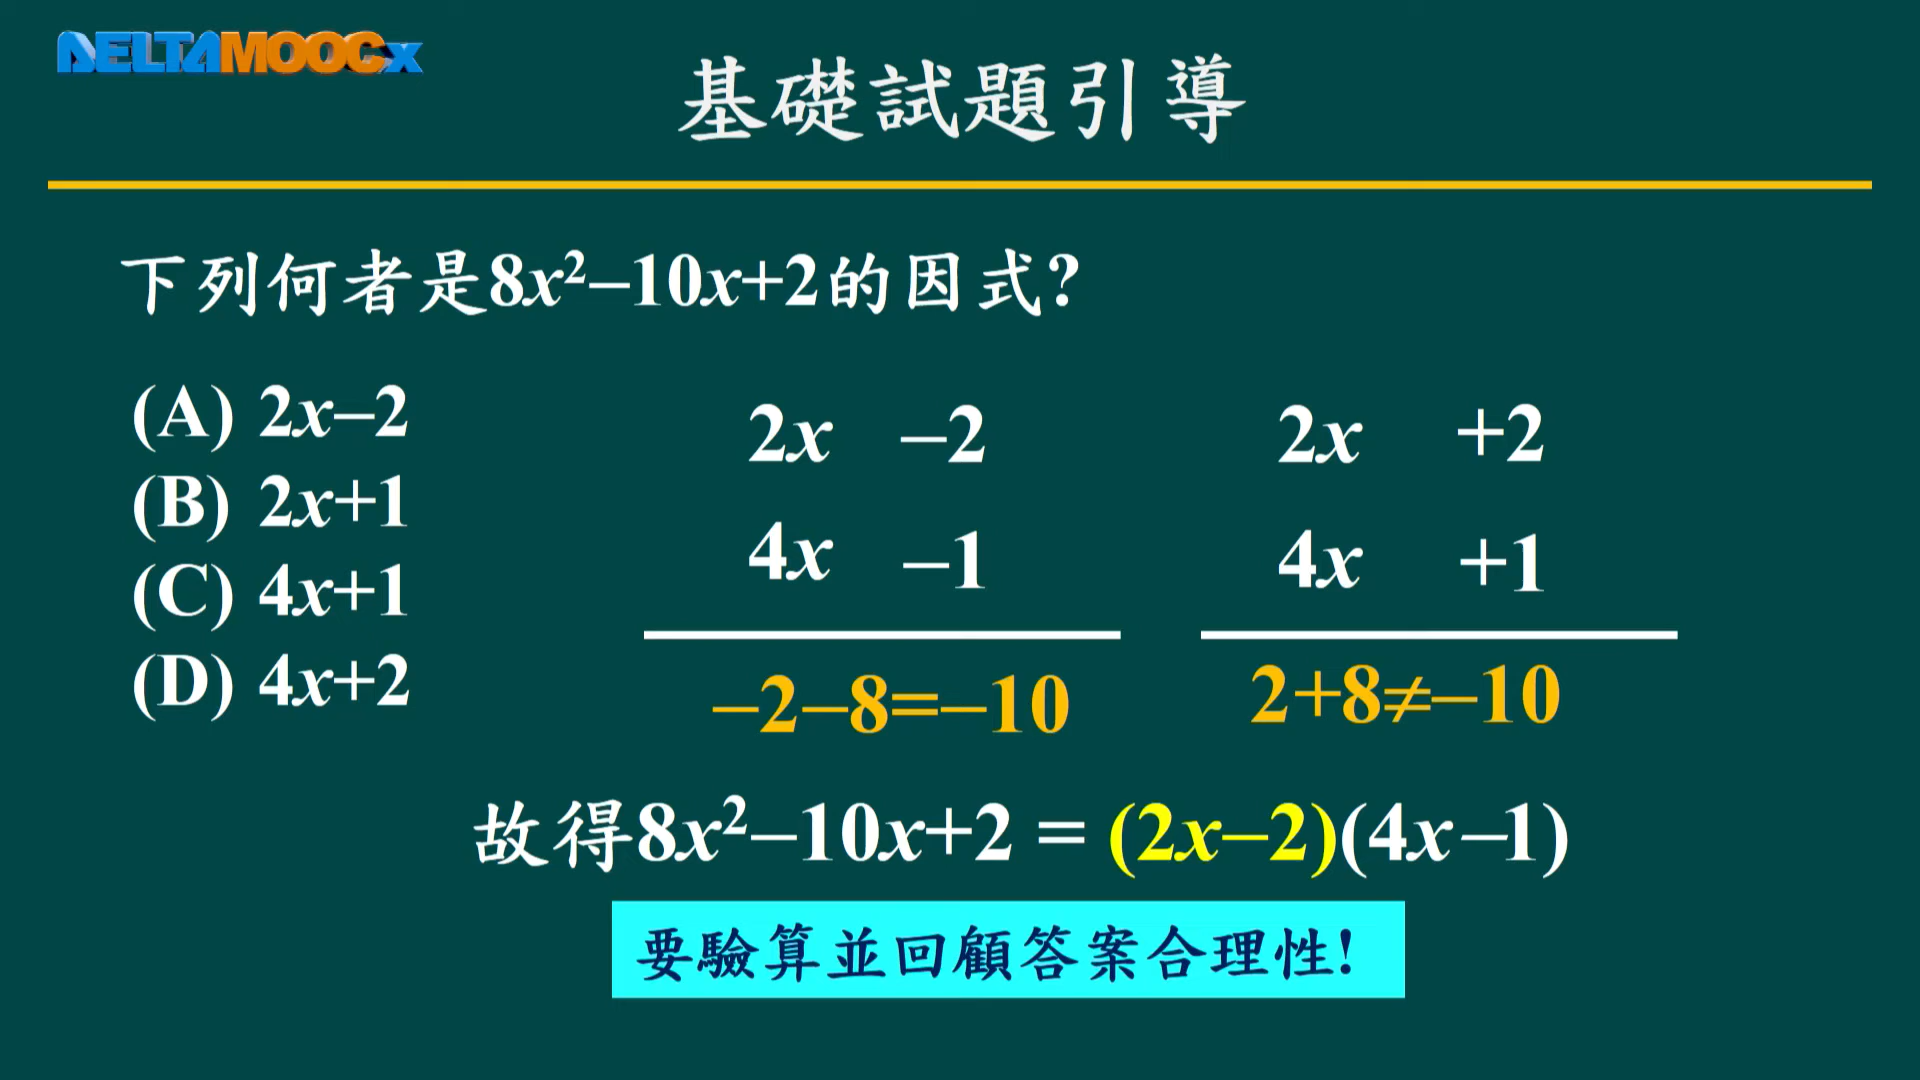 DELTAMOOCx
基礎試題引導
下列何者是8x²–10x+2的因式?
(A) 2x–2
(B) 2x+1
(C) 4x+1
(D) 4x+2
2x –2
4x –1
–2–8=–10
2x +2
4x +1
2+8≠–10
故得8x²–10x+2 = (2x–2)(4x–1)
要驗算並回顧答案合理性!